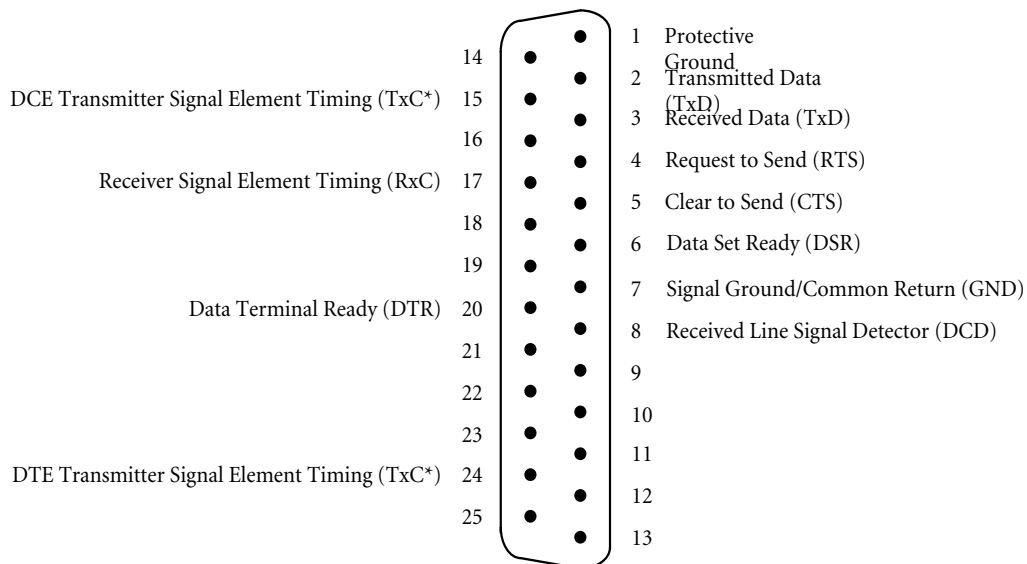 1 Protective
Ground
14
2 Transmitted Data
(TxD)
DCE Transmitter Signal Element Timing (TxC*) 15
3 Received Data (TxD)
16
4 Request to Send (RTS)
Receiver Signal Element Timing (RxC) 17
5 Clear to Send (CTS)
18
6 Data Set Ready (DSR)
19
7 Signal Ground/Common Return (GND)
Data Terminal Ready (DTR) 20
8 Received Line Signal Detector (DCD)
21
9
22
10
23
11
DTE Transmitter Signal Element Timing (TxC*) 24
12
25
13